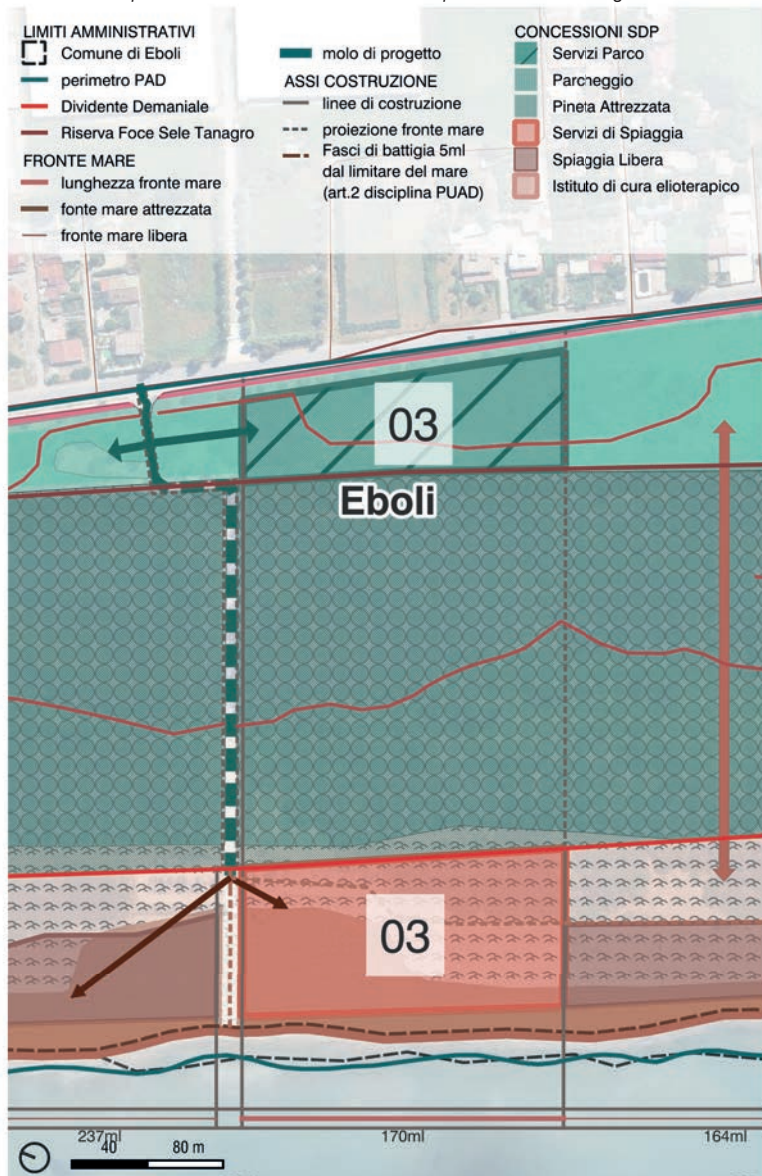 LIMITI AMMINISTRATIVI
Comune di Eboli
perimetro PAD
Dividente Demaniale
Riserva Foce Sele Tanagro
FRONTE MARE
lunghezza fronte mare
fonte mare attrezzata
fronte mare libera
molo di progetto
ASSI COSTRUZIONE
linee di costruzione
proiezione fronte mare
Fasci di battigia 5ml
dal limitare del mare
(art.2 disciplina PUAD)
CONCESSIONI SDP
Servizi Parco
Parcheggio
Pineta Attrezzata
Servizi di Spiaggia
Spiaggia Libera
Istituto di cura elioterapico
03
Eboli
03
237ml
170ml
164ml
40
80 m